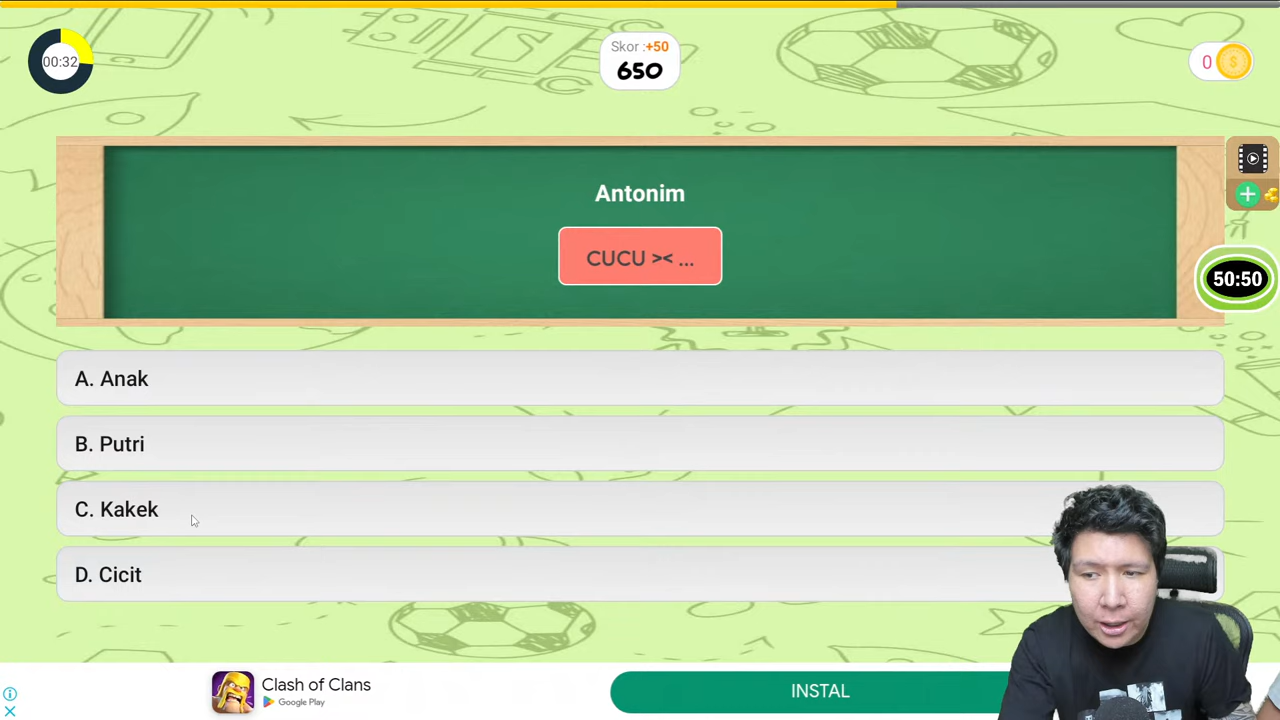 00:32
Skor :+50
650
0
Antonim
CUCU >< ...
50:50
A. Anak
B. Putri
C. Kakek
D. Cicit
Clash of Clans
Google Play
INSTAL